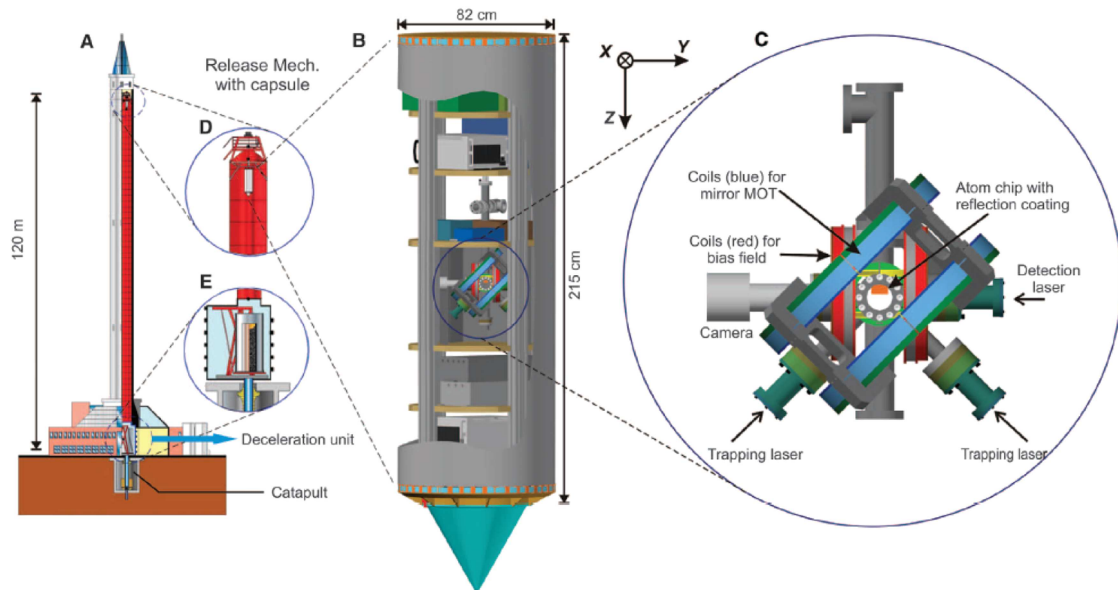 A
120 m
Release Mech.
with capsule
D
E
Deceleration unit
Catapult
82 cm
B
215 cm
X
Y
Z
C
Coils (blue) for
mirror MOT
Atom chip with
reflection coating
Coils (red) for
bias field
Detection
laser
Camera
Trapping laser
Trapping laser